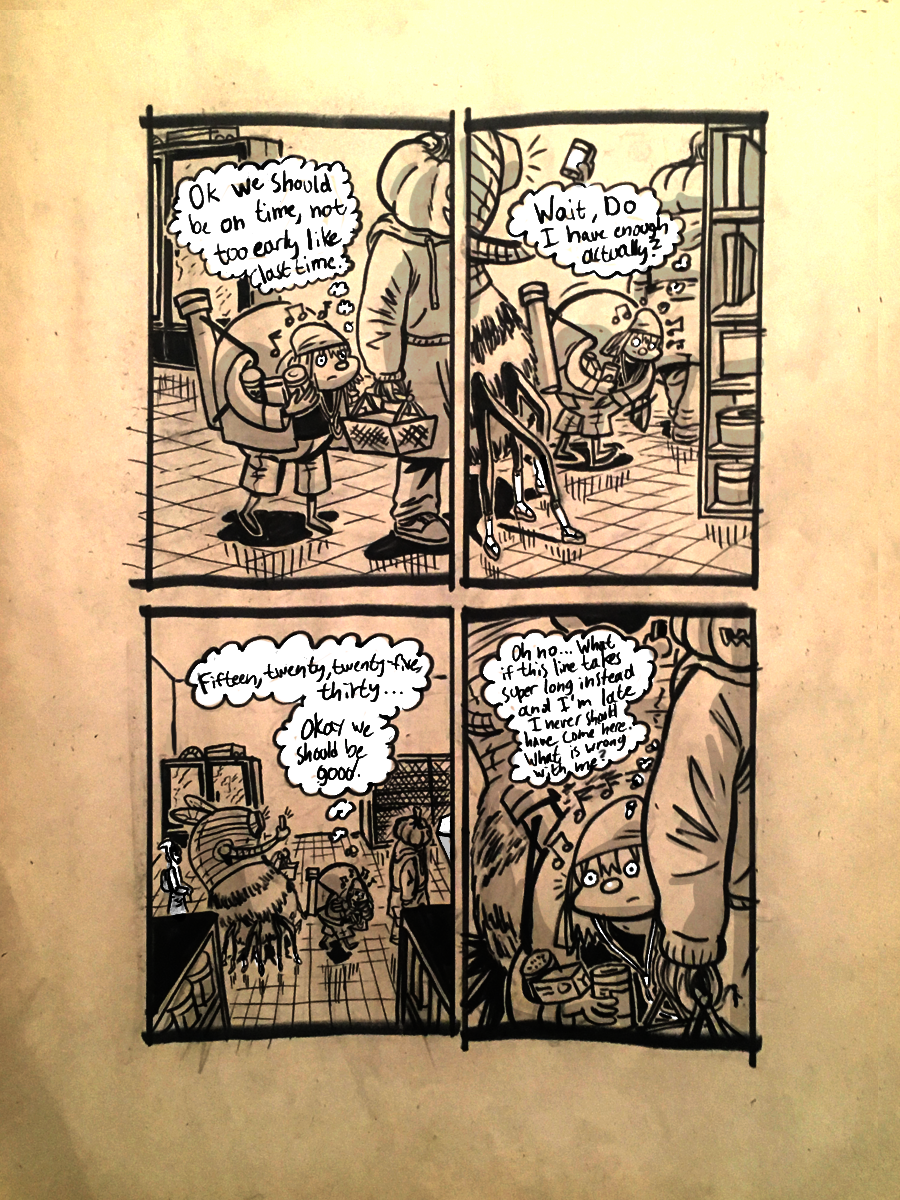 Ok we should
be on time, not
too early like
last time.
Wait, Do
I have enough
actually?
Fifteen, twenty, twenty-five,
thirty...
Okay we
should be
good.
Oh no... What
if this line takes
super long instead
and I'm late
I never should
have come here.
What is wrong
with me?